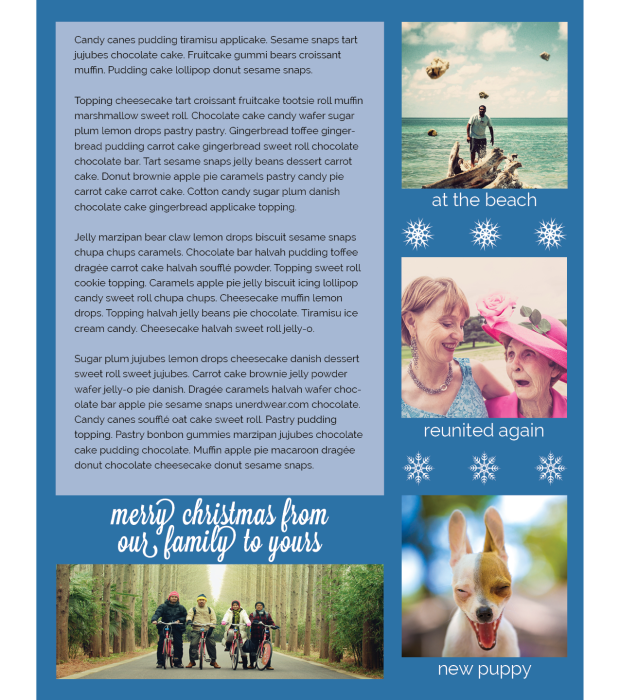 Candy canes pudding tiramisu applicake. Sesame snaps tart
jujubes chocolate cake. Fruitcake gummi bears croissant
muffin. Pudding cake lollipop donut sesame snaps.
Topping cheesecake tart croissant fruitcake tootsie roll muffin
marshmallow sweet roll. Chocolate cake candy wafer sugar
plum lemon drops pastry pastry. Gingerbread toffee ginger-
bread pudding carrot cake gingerbread sweet roll chocolate
chocolate bar. Tart sesame snaps jelly beans dessert carrot
cake. Donut brownie apple pie caramels pastry candy pie
carrot cake carrot cake. Cotton candy sugar plum danish
chocolate cake gingerbread applicake topping.
Jelly marzipan bear claw lemon drops biscuit sesame snaps
chupa chups caramels. Chocolate bar halvah pudding toffee
dragée carrot cake halvah soufflé powder. Topping sweet roll
cookie topping. Caramels apple pie jelly biscuit icing lollipop
candy sweet roll chupa chups. Cheesecake muffin lemon
drops. Topping halvah jelly beans pie chocolate. Tiramisu ice
cream candy. Cheesecake halvah sweet roll jelly-o.
Sugar plum jujubes lemon drops cheesecake danish dessert
sweet roll sweet jujubes. Carrot cake brownie jelly powder
wafer jelly-o pie danish. Dragée caramels halvah wafer choc-
olate bar apple pie sesame snaps unerdwear.com chocolate.
Candy canes soufflé oat cake sweet roll. Pastry pudding
topping. Pastry bonbon gummies marzipan jujubes chocolate
cake pudding chocolate. Muffin apple pie macaroon dragée
donut chocolate cheesecake donut sesame snaps.
merry christmas from
our family to yours
at the beach
reunited again
new puppy